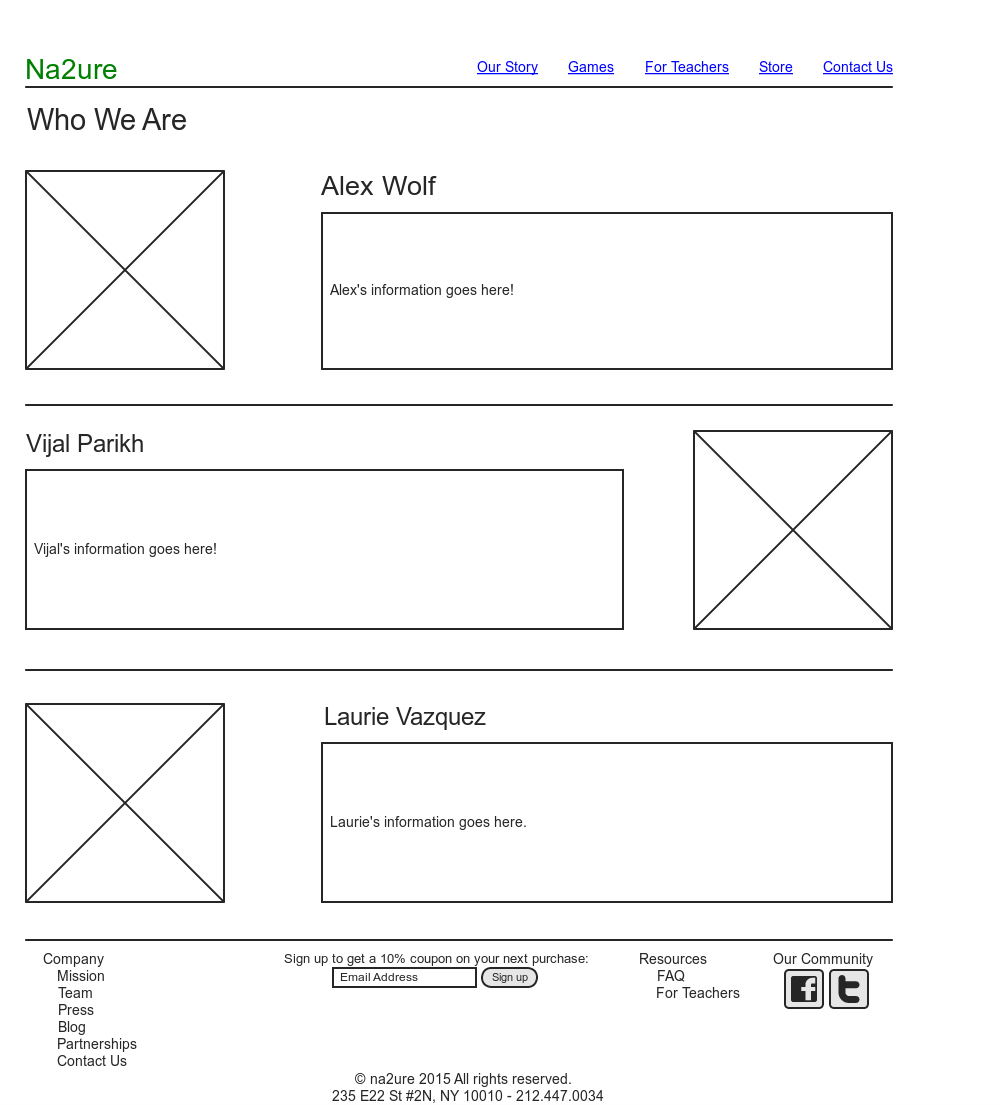 Na2ure
Our Story Games For Teachers Store Contact Us
Who We Are
Alex Wolf
Alex's information goes here!
Vijal Parikh
Vijal's information goes here!
Laurie Vazquez
Laurie's information goes here.
Company
Mission
Team
Press
Blog
Partnerships
Contact Us
Sign up to get a 10% coupon on your next purchase:
Email Address Sign up
Resources
FAQ
For Teachers
Our Community
© na2ure 2015 All rights reserved.
235 E22 St #2N, NY 10010 - 212.447.0034